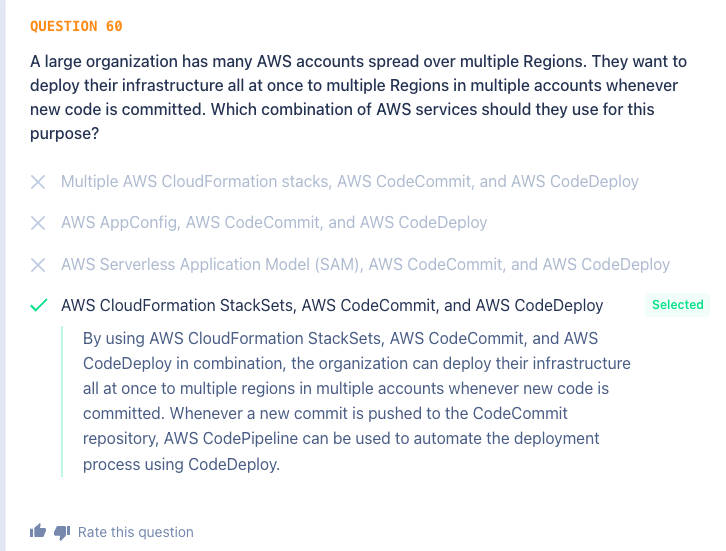 QUESTION 60
A large organization has many AWS accounts spread over multiple Regions. They want to
deploy their infrastructure all at once to multiple Regions in multiple accounts whenever
new code is committed. Which combination of AWS services should they use for this
purpose?
Multiple AWS CloudFormation stacks, AWS CodeCommit, and AWS CodeDeploy
AWS AppConfig, AWS CodeCommit, and AWS CodeDeploy
AWS Serverless Application Model (SAM), AWS CodeCommit, and AWS CodeDeploy
AWS CloudFormation StackSets, AWS CodeCommit, and AWS CodeDeploy Selected
By using AWS CloudFormation StackSets, AWS CodeCommit, and AWS
CodeDeploy in combination, the organization can deploy their infrastructure
all at once to multiple regions in multiple accounts whenever new code is
committed. Whenever a new commit is pushed to the CodeCommit
repository, AWS CodePipeline can be used to automate the deployment
process using CodeDeploy.
Rate this question